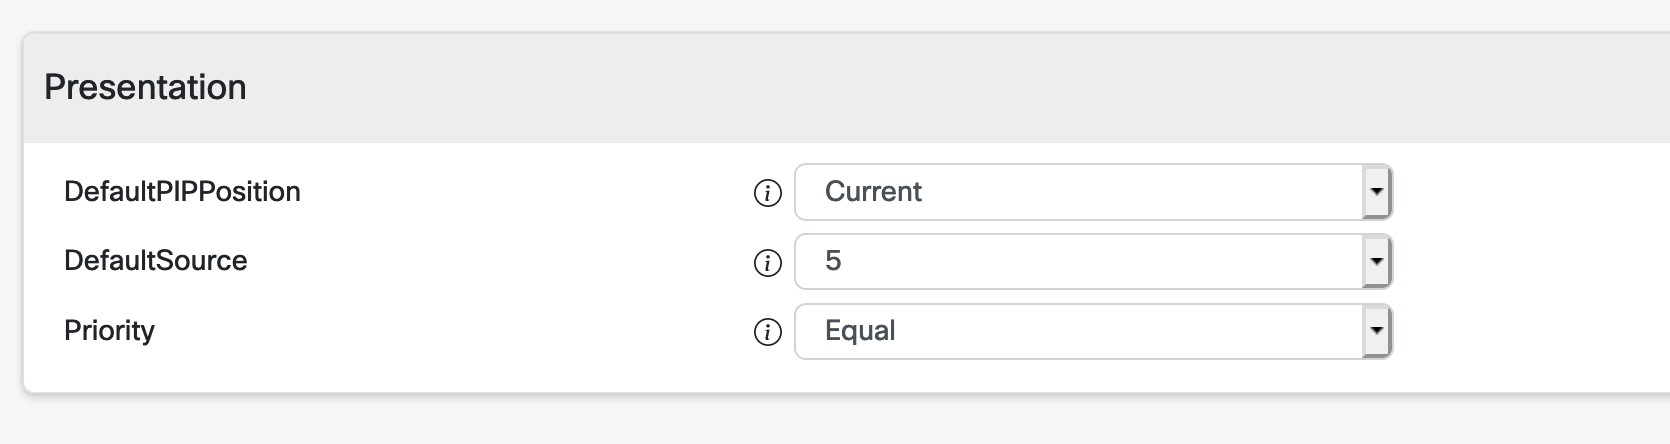 Presentation
DefaultPIPPosition Current
DefaultSource 5
Priority Equal